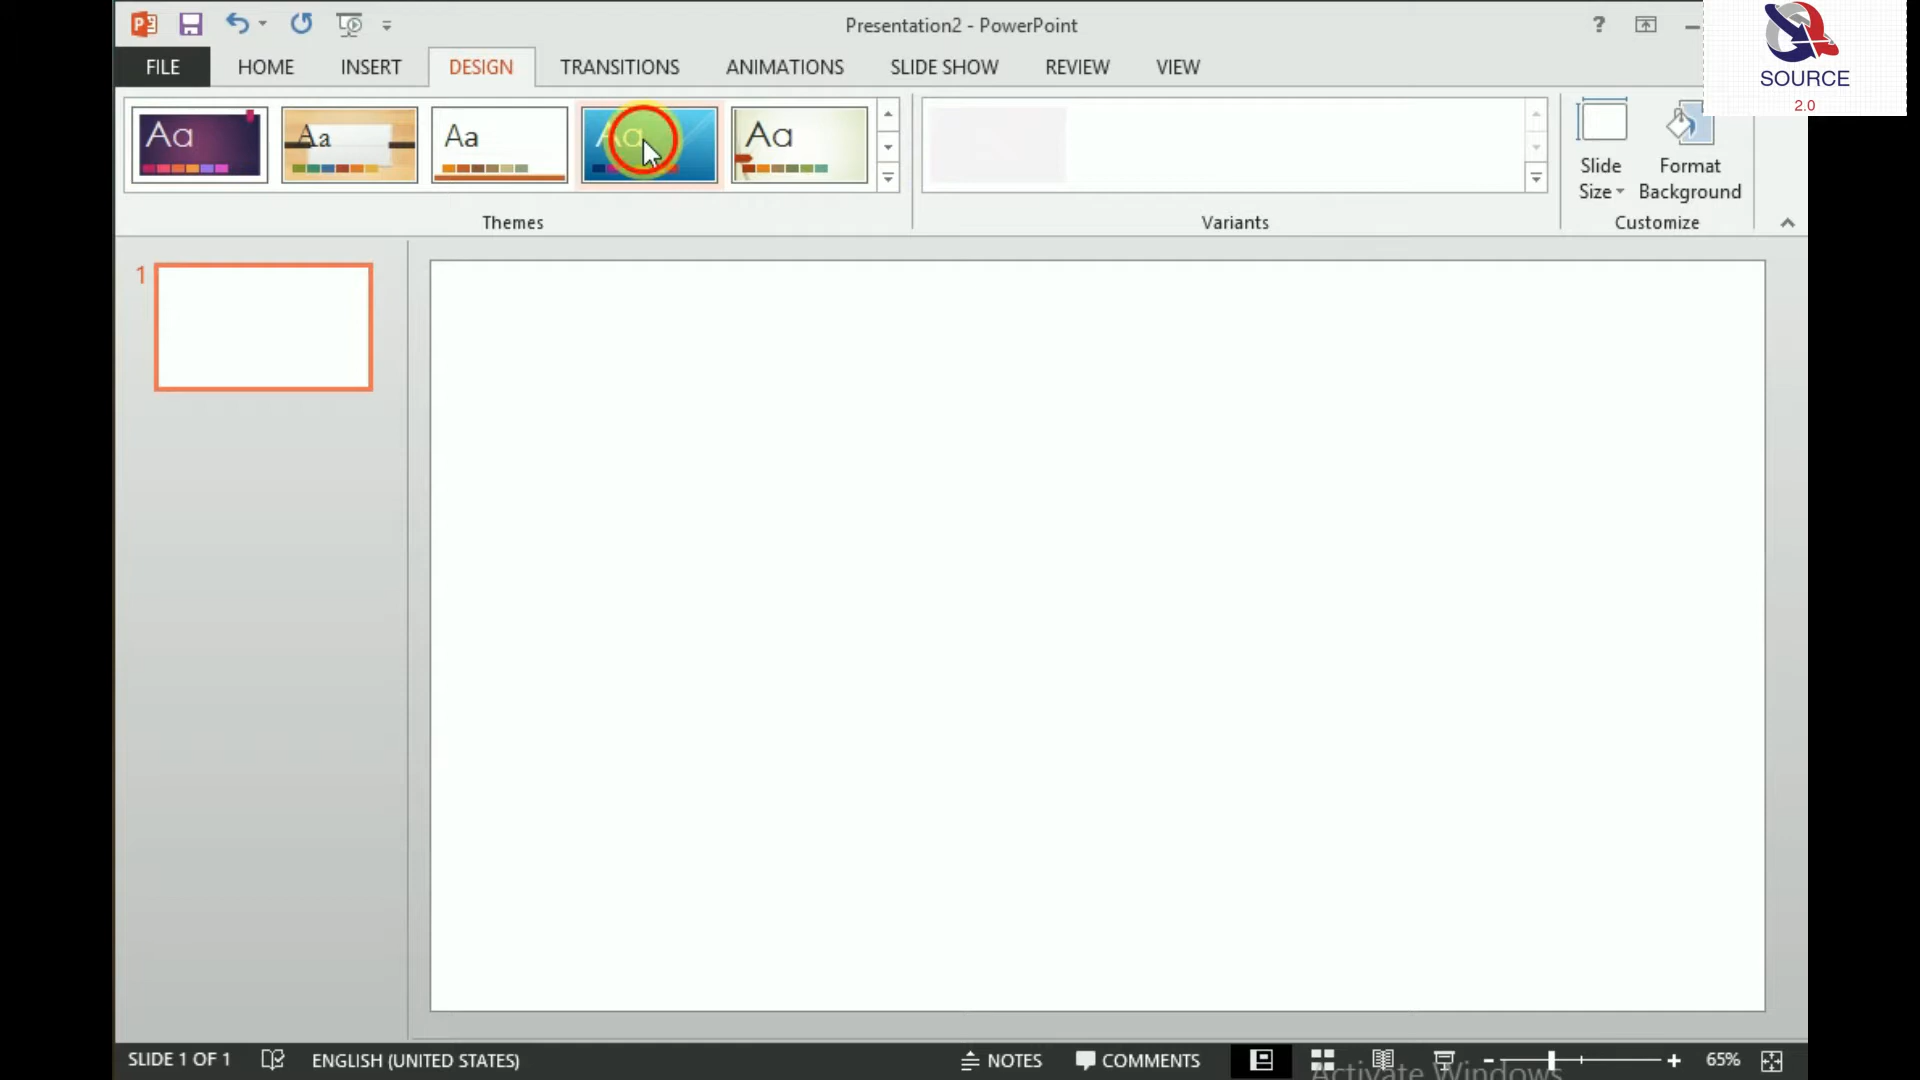 Presentation2 - PowerPoint
?
SOURCE
2.0
FILE HOME INSERT DESIGN TRANSITIONS ANIMATIONS SLIDE SHOW REVIEW VIEW
Aa Aa Aa Aa Aa
Slide Size
Format Background
Themes Variants Customize
1
SLIDE 1 OF 1 ENGLISH (UNITED STATES) NOTES COMMENTS 65%
Activate Windows